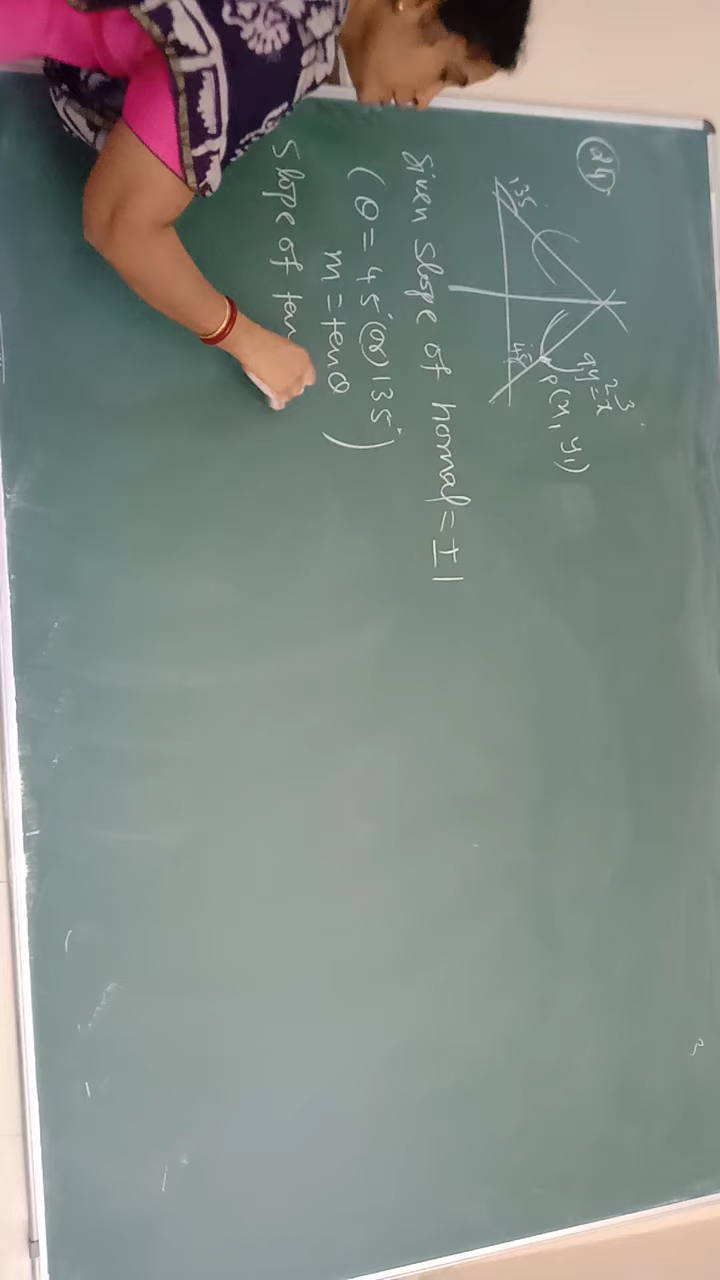 24
135°
9y²=x³
P(x₁, y₁)
45°
Given Slope of normal = ±1
(θ = 45° (or) 135°)
m = tanθ
Slope of tan